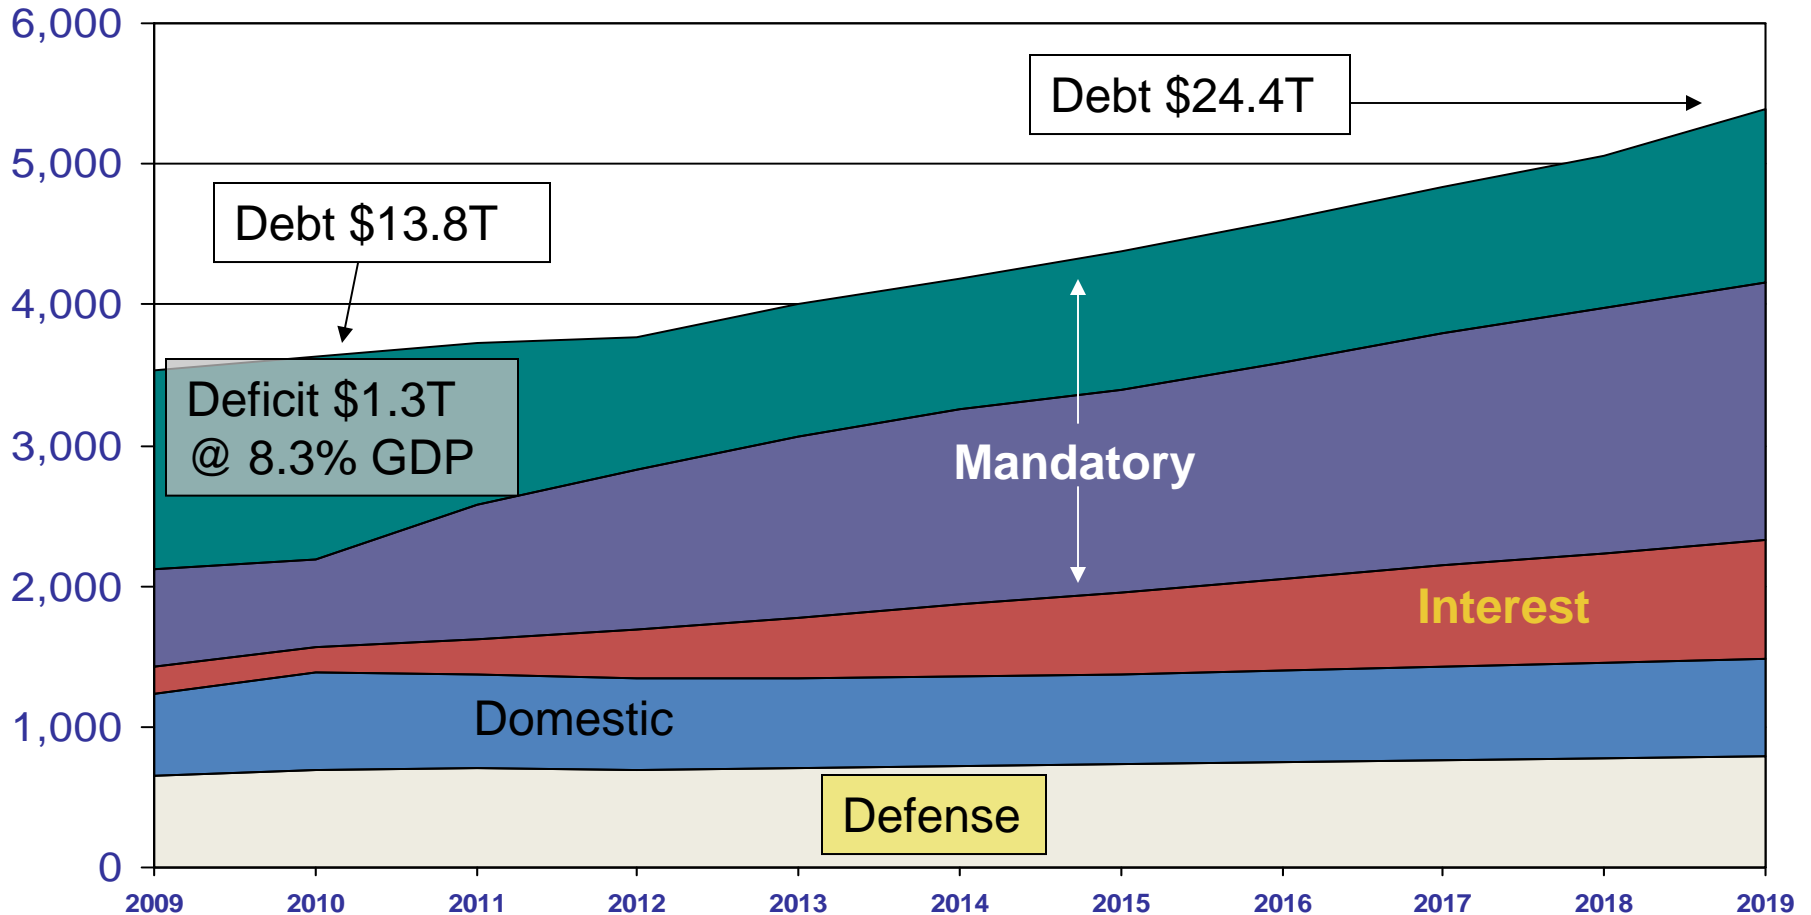 6,000
5,000
4,000
3,000
2,000
1,000
0
Debt $24.4T
Debt $13.8T
Deficit $1.3T
@ 8.3% GDP
Mandatory
Interest
Domestic
Defense
2009 2010 2011 2012 2013 2014 2015 2016 2017 2018 2019